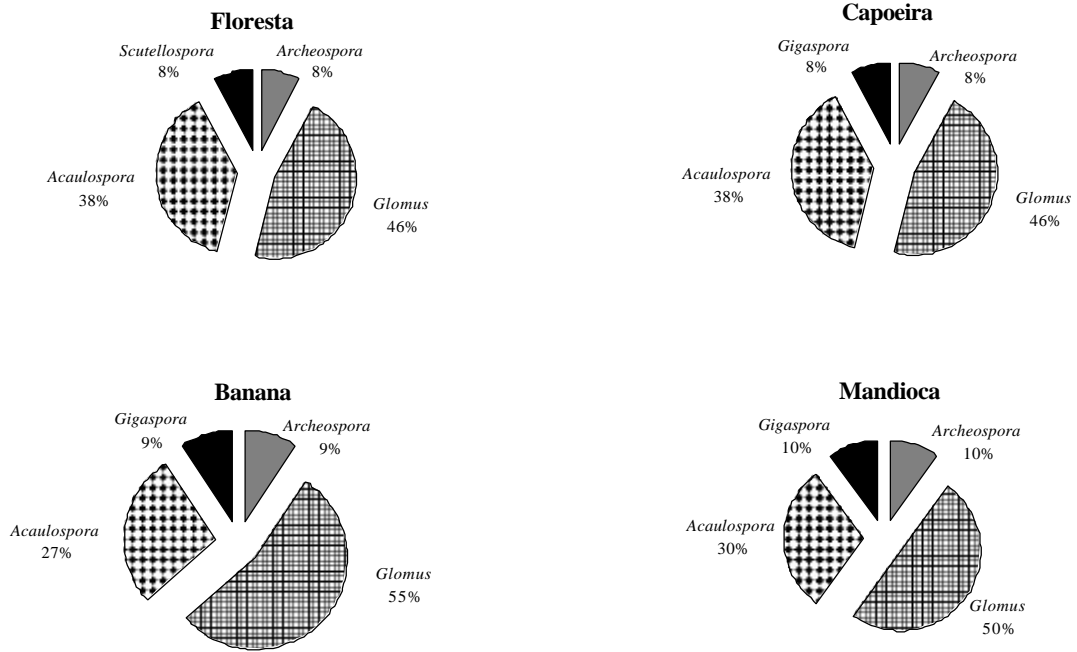 Floresta
Scutellospora
8%
Archeospora
8%
Acaulospora
38%
Glomus
46%
Capoeira
Gigaspora
8%
Archeospora
8%
Acaulospora
38%
Glomus
46%
Banana
Gigaspora
9%
Archeospora
9%
Acaulospora
27%
Glomus
55%
Mandioca
Gigaspora
10%
Archeospora
10%
Acaulospora
30%
Glomus
50%